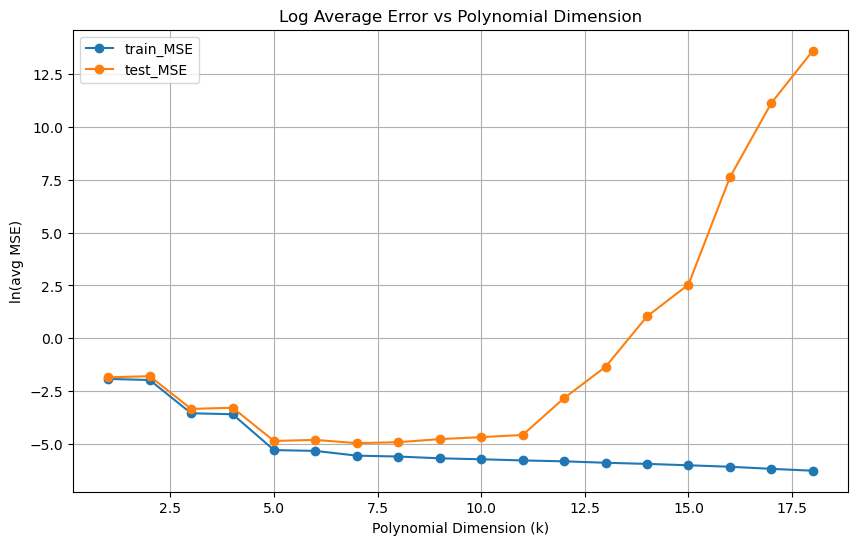 Log Average Error vs Polynomial Dimension
train_MSE
test_MSE
12.5
10.0
7.5
5.0
2.5
0.0
−2.5
−5.0
ln(avg MSE)
2.5 5.0 7.5 10.0 12.5 15.0 17.5
Polynomial Dimension (k)